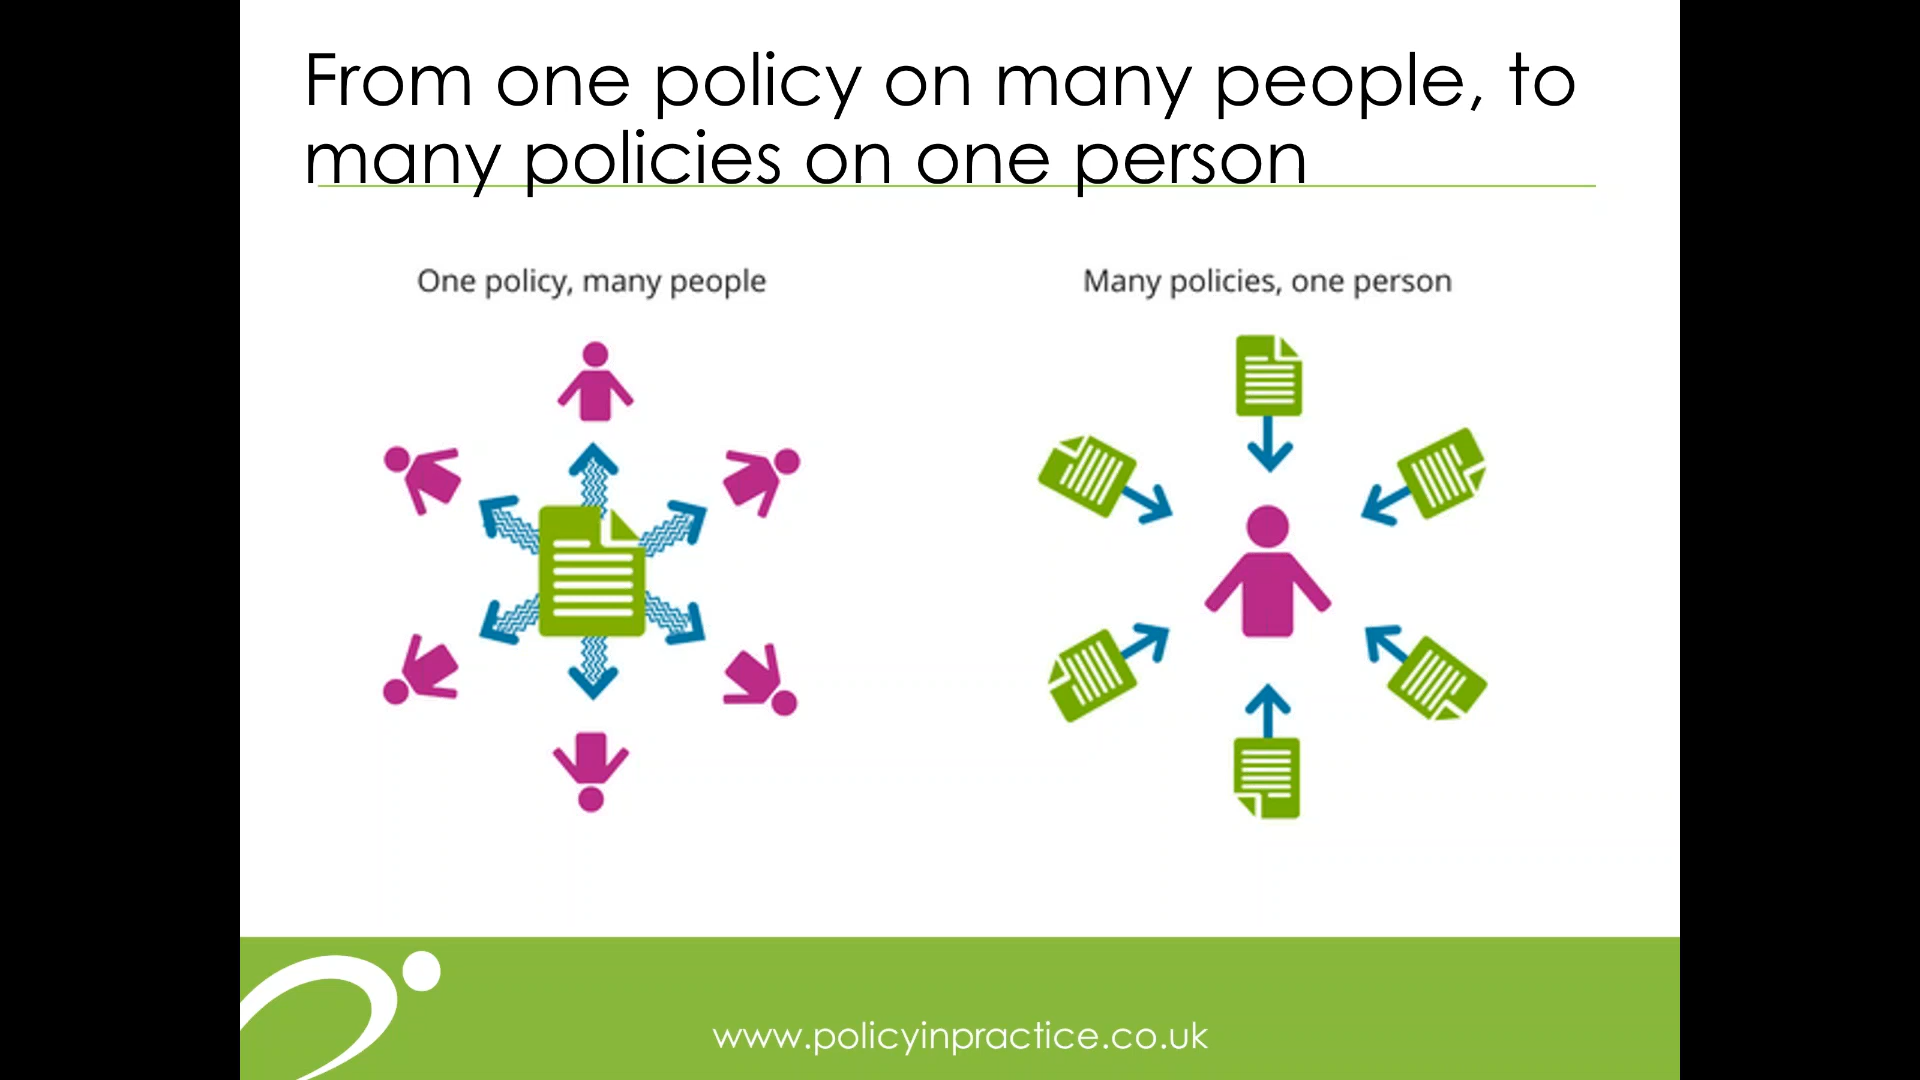 From one policy on many people, to
many policies on one person
One policy, many people
Many policies, one person
www.policyinpractice.co.uk